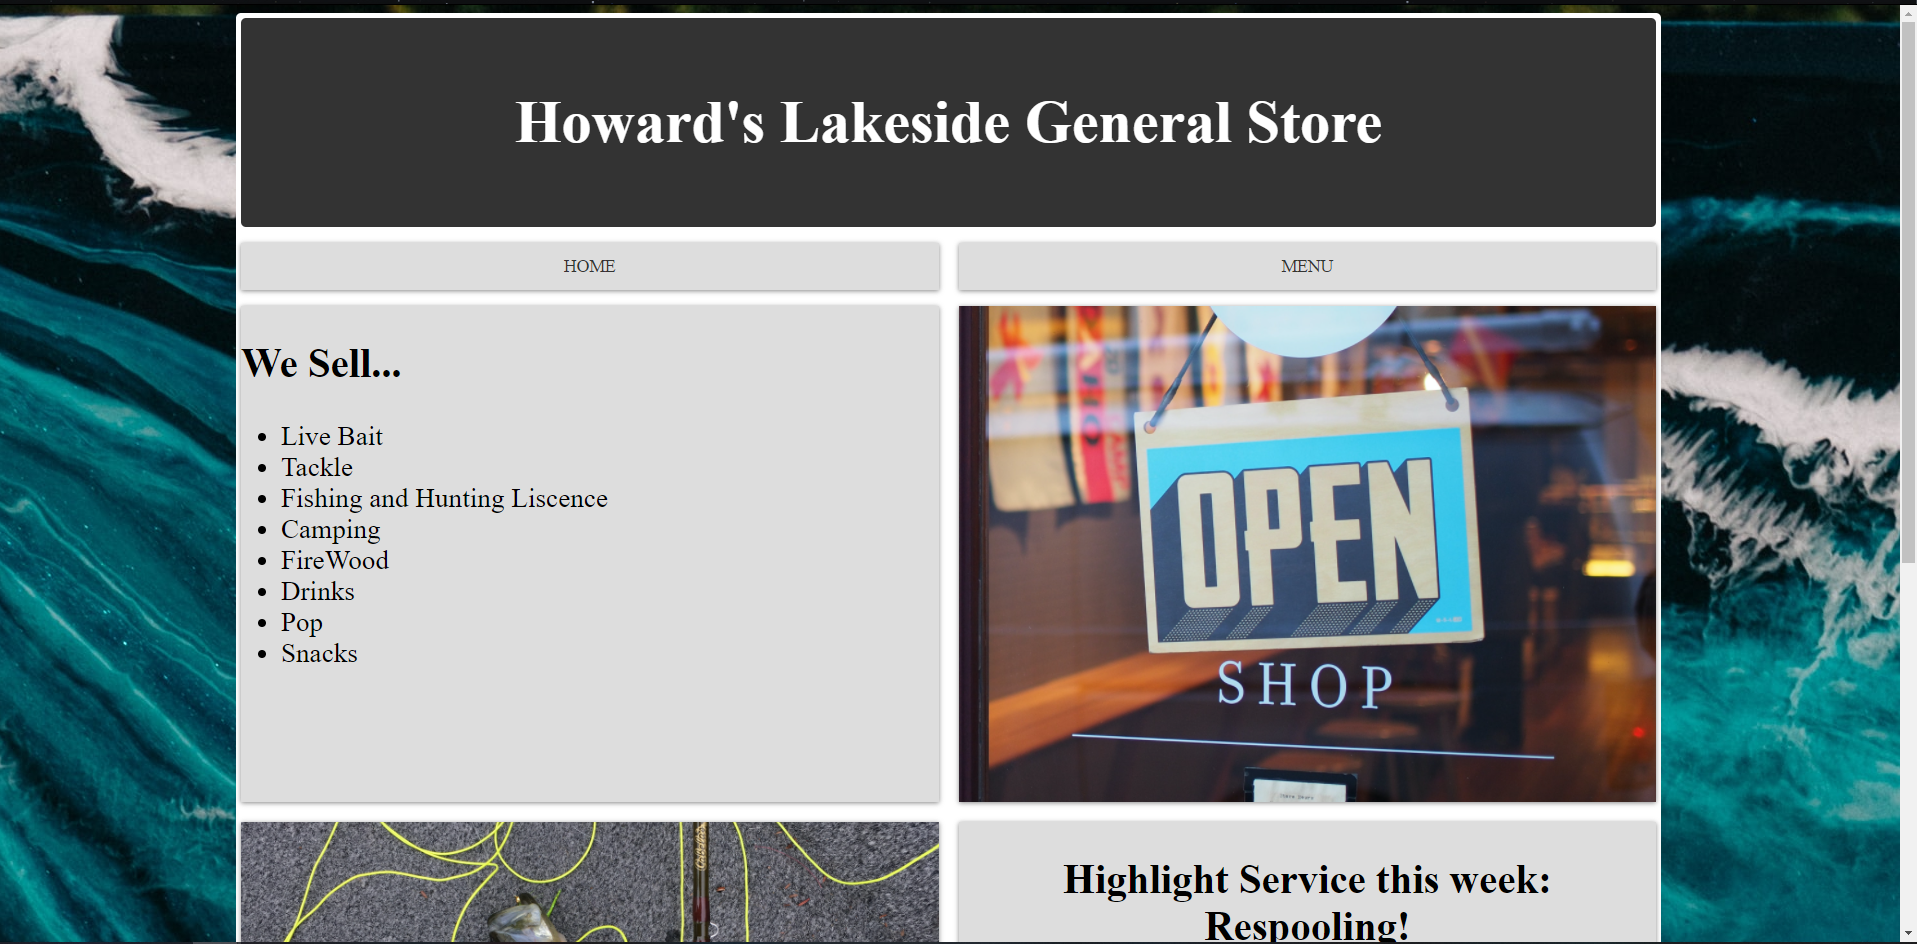 Howard's Lakeside General Store
HOME
MENU
We Sell...
Live Bait
Tackle
Fishing and Hunting Liscence
Camping
FireWood
Drinks
Pop
Snacks
OPEN
SHOP
Highlight Service this week:
Respooling!